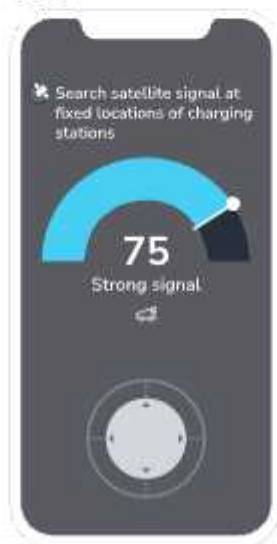 Search satellite signal at
fixed locations of charging
stations
75
Strong signal